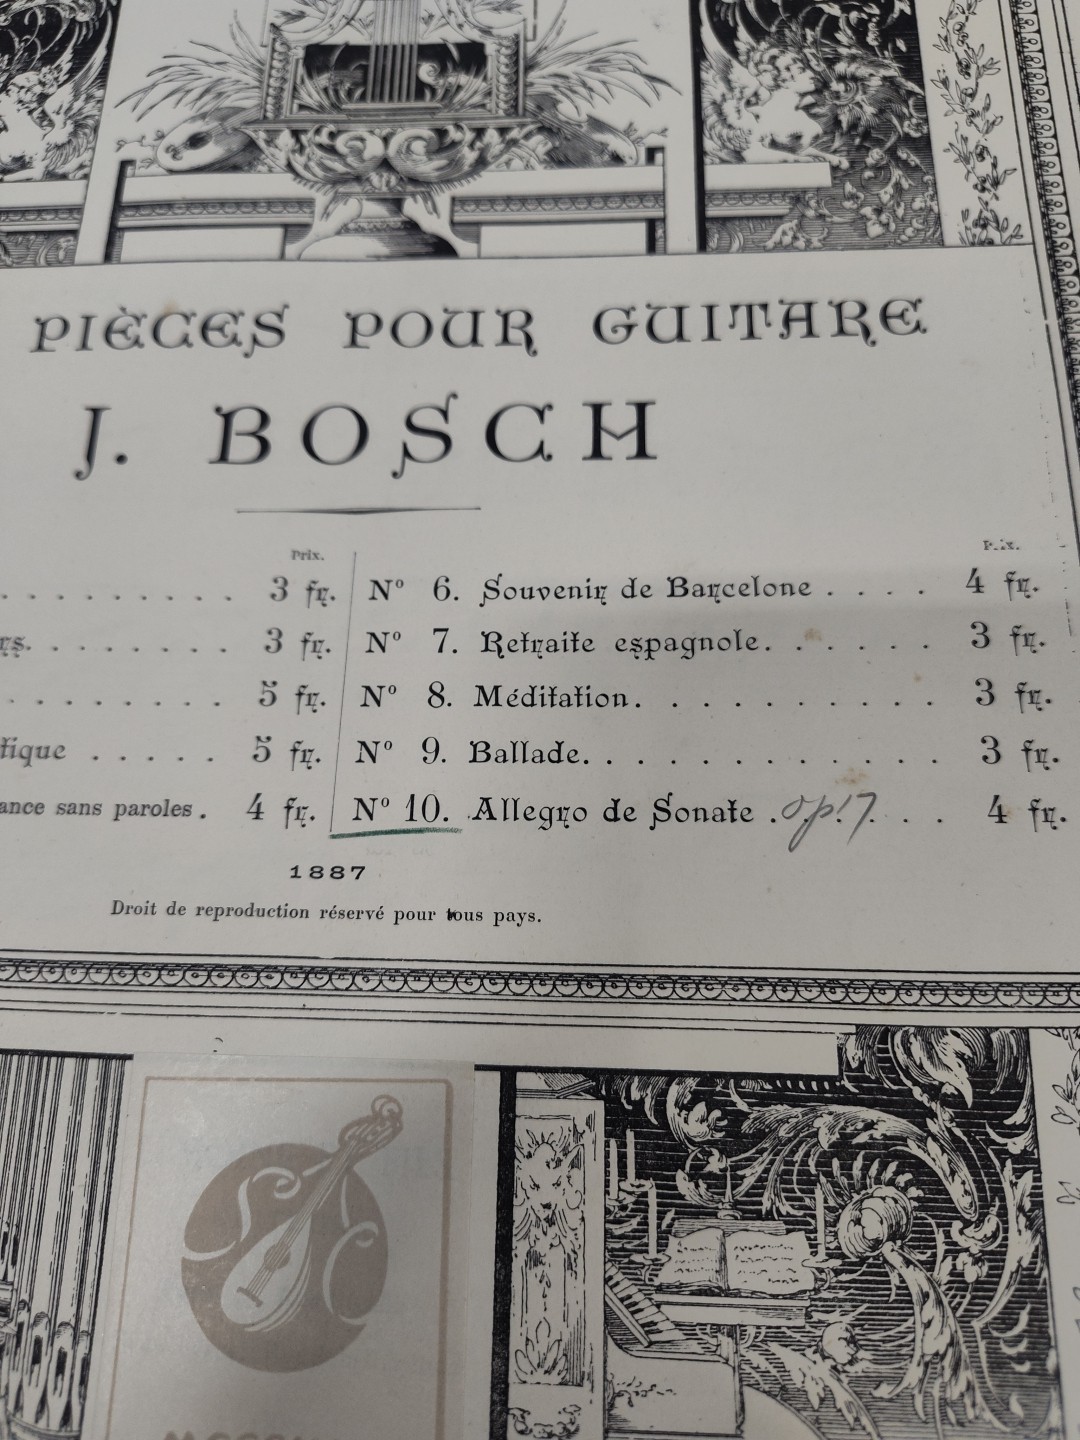 PIÈCES POUR GUITARE
J. BOSCH
Prix.
. . . . . . . . . 3 fr.
rs. . . . . . . . 3 fr.
. . . . . . . . . 5 fr.
tique . . . . . 5 fr.
ance sans paroles . 4 fr.
Prix.
Nº 6. Souvenir de Barcelone . . . . 4 fr.
Nº 7. Retraite espagnole. . . . . . 3 fr.
Nº 8. Méditation. . . . . . . . . . 3 fr.
Nº 9. Ballade. . . . . . . . . . . . 3 fr.
Nº 10. Allegro de Sonate . op 17. . . . 4 fr.
1887
Droit de reproduction réservé pour tous pays.